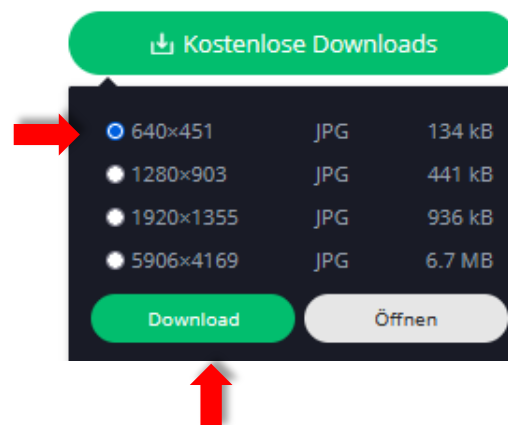 Kostenlose Downloads
640×451 JPG 134 kB
1280×903 JPG 441 kB
1920×1355 JPG 936 kB
5906×4169 JPG 6.7 MB
Download Öffnen